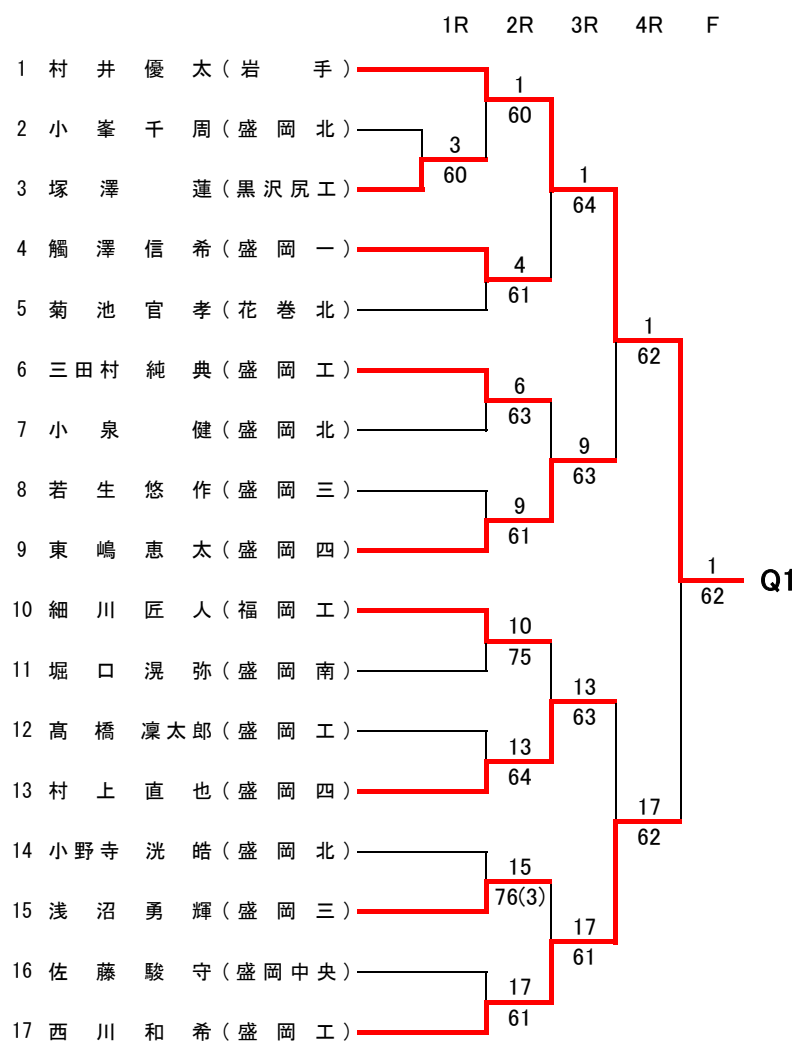 1R 2R 3R 4R F
1 村井優太(岩手)
1
60
2 小峯千周(盛岡北)
3
60
3 塚澤蓮(黒沢尻工)
1
64
4 觸澤信希(盛岡一)
4
61
5 菊池官孝(花巻北)
1
62
6 三田村純典(盛岡工)
6
63
7 小泉健(盛岡北)
9
63
8 若生悠作(盛岡三)
9
61
9 東嶋恵太(盛岡四)
1
62
Q1
10 細川匠人(福岡工)
10
75
11 堀口滉弥(盛岡南)
13
63
12 髙橋凜太郎(盛岡工)
13
64
13 村上直也(盛岡四)
17
62
14 小野寺洸皓(盛岡北)
15
76(3)
15 浅沼勇輝(盛岡三)
17
61
16 佐藤駿守(盛岡中央)
17
61
17 西川和希(盛岡工)